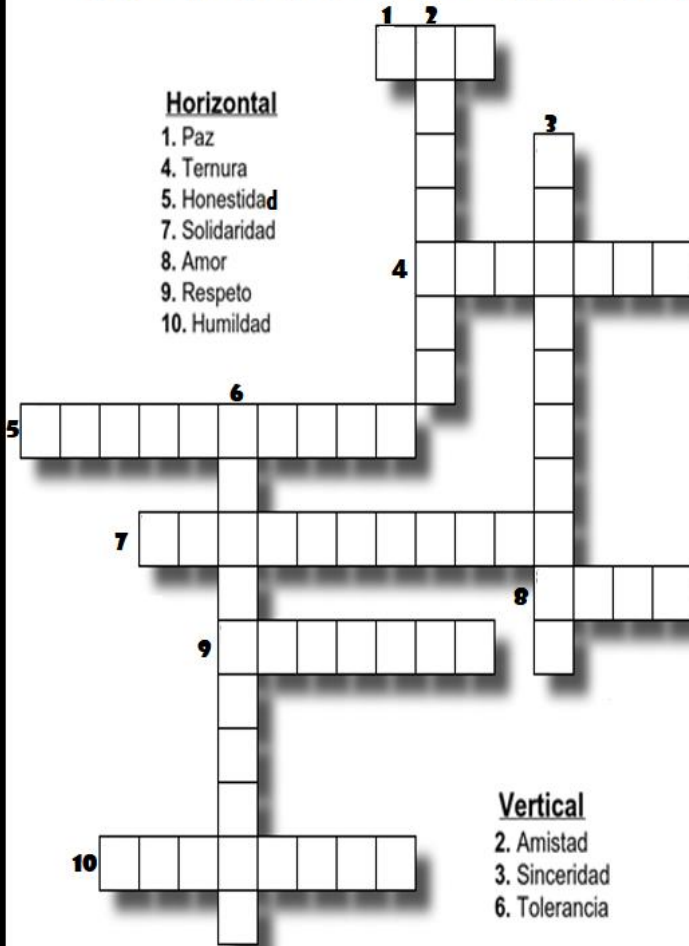 1 2
Horizontal
1. Paz
4. Ternura
5. Honestidad
7. Solidaridad
8. Amor
9. Respeto
10. Humildad
3
4
6
5
7
8
9
10
Vertical
2. Amistad
3. Sinceridad
6. Tolerancia